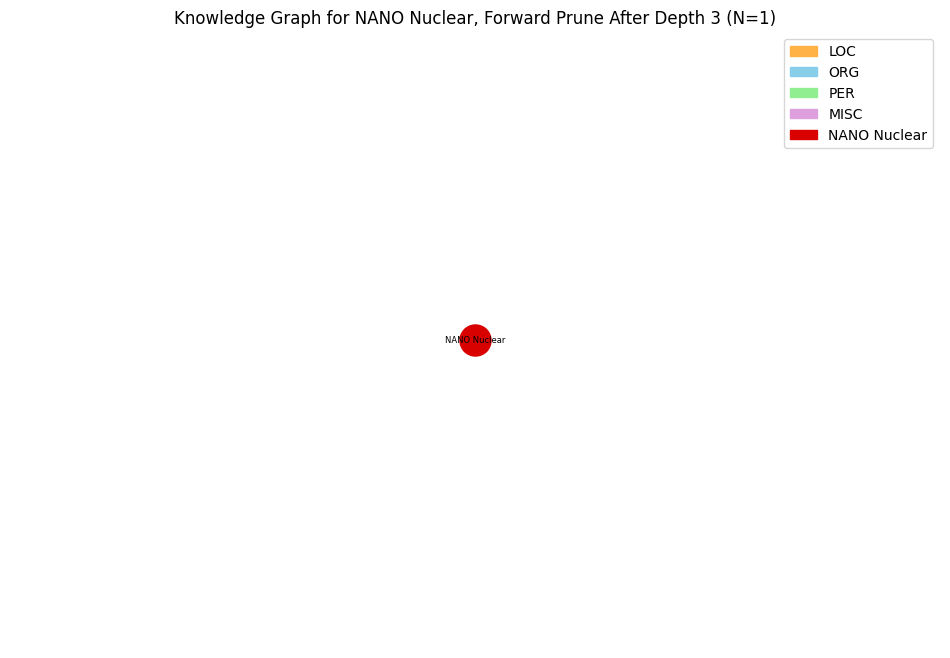 Knowledge Graph for NANO Nuclear, Forward Prune After Depth 3 (N=1)
LOC
ORG
PER
MISC
NANO Nuclear
NANO Nuclear